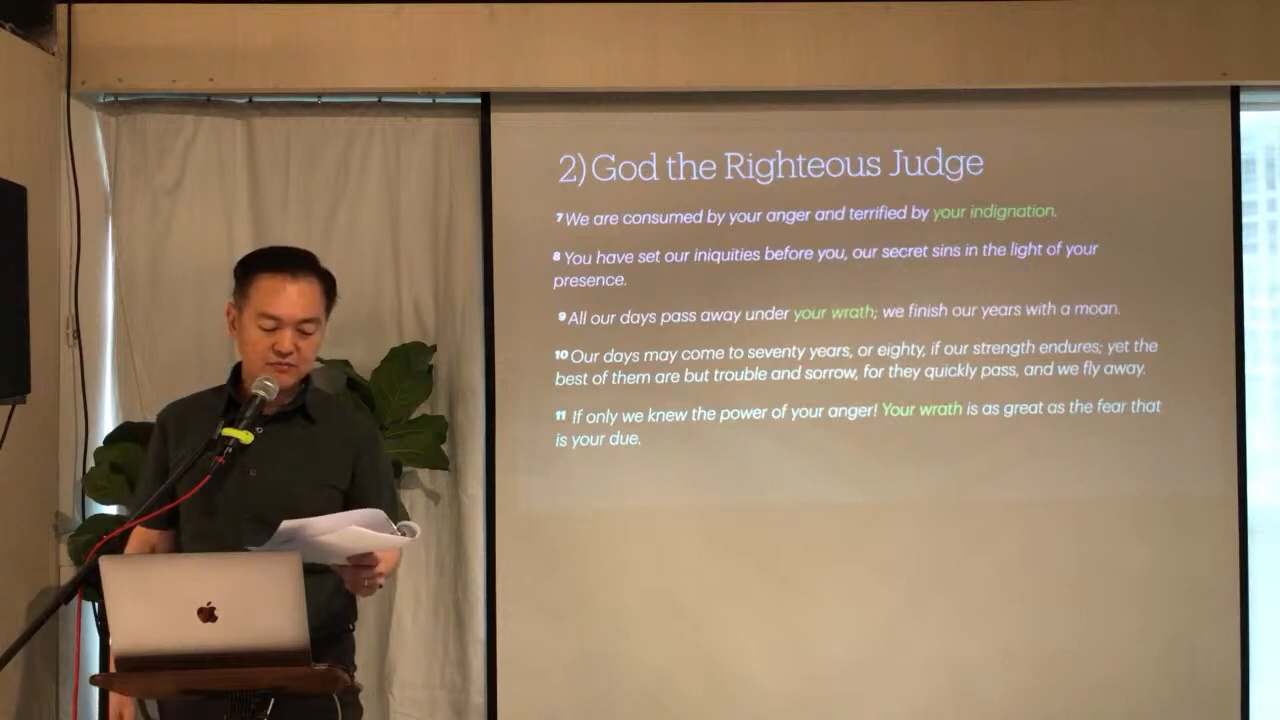 2) God the Righteous Judge
7 We are consumed by your anger and terrified by your indignation.
8 You have set our iniquities before you, our secret sins in the light of your
presence.
9 All our days pass away under your wrath; we finish our years with a moan.
10 Our days may come to seventy years, or eighty, if our strength endures; yet the
best of them are but trouble and sorrow, for they quickly pass, and we fly away.
11 If only we knew the power of your anger! Your wrath is as great as the fear that
is your due.